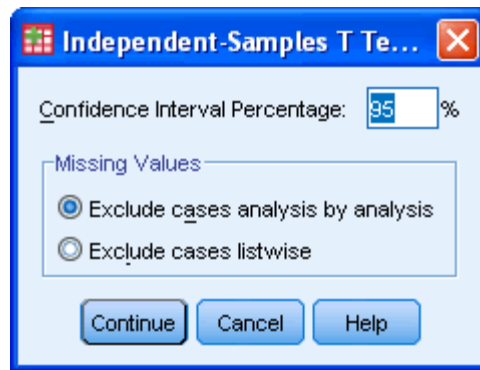 Independent-Samples T Te...
Confidence Interval Percentage: 95 %
Missing Values
Exclude cases analysis by analysis
Exclude cases listwise
Continue Cancel Help